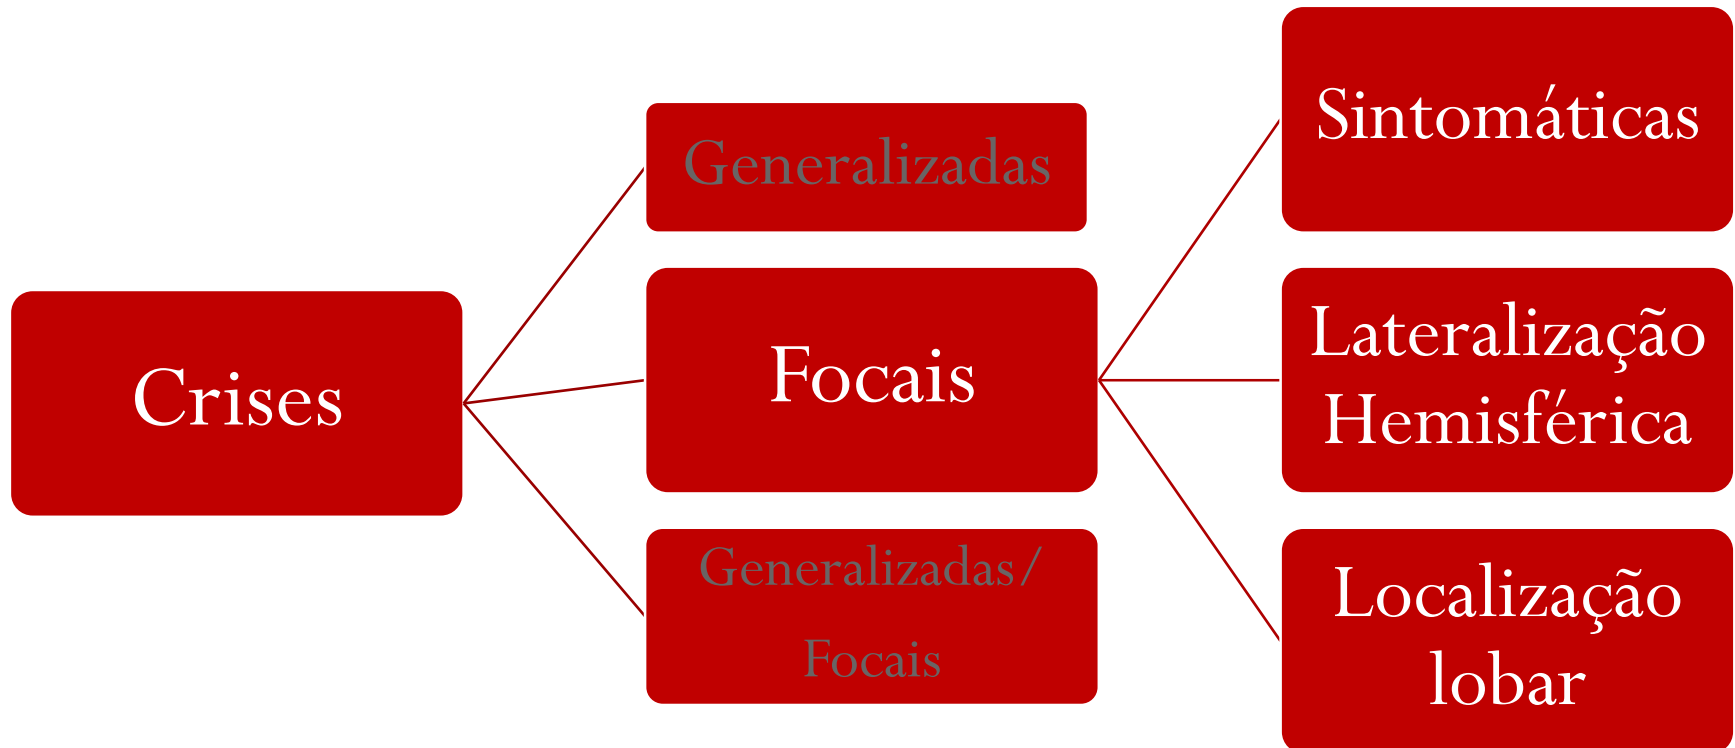 Crises
Generalizadas
Focais
Generalizadas/
Focais
Sintomáticas
Lateralização
Hemisférica
Localização
lobar